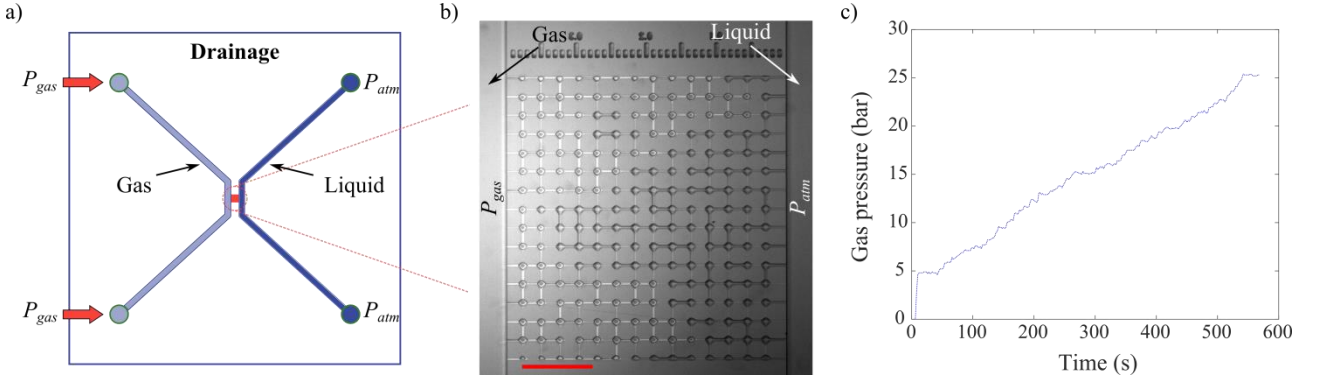 a)
Drainage
P_gas
P_atm
Gas
Liquid
P_gas
P_atm
b)
Gas
Liquid
P_gas
P_atm
c)
Gas pressure (bar)
30
25
20
15
10
5
0
0 100 200 300 400 500 600
Time (s)